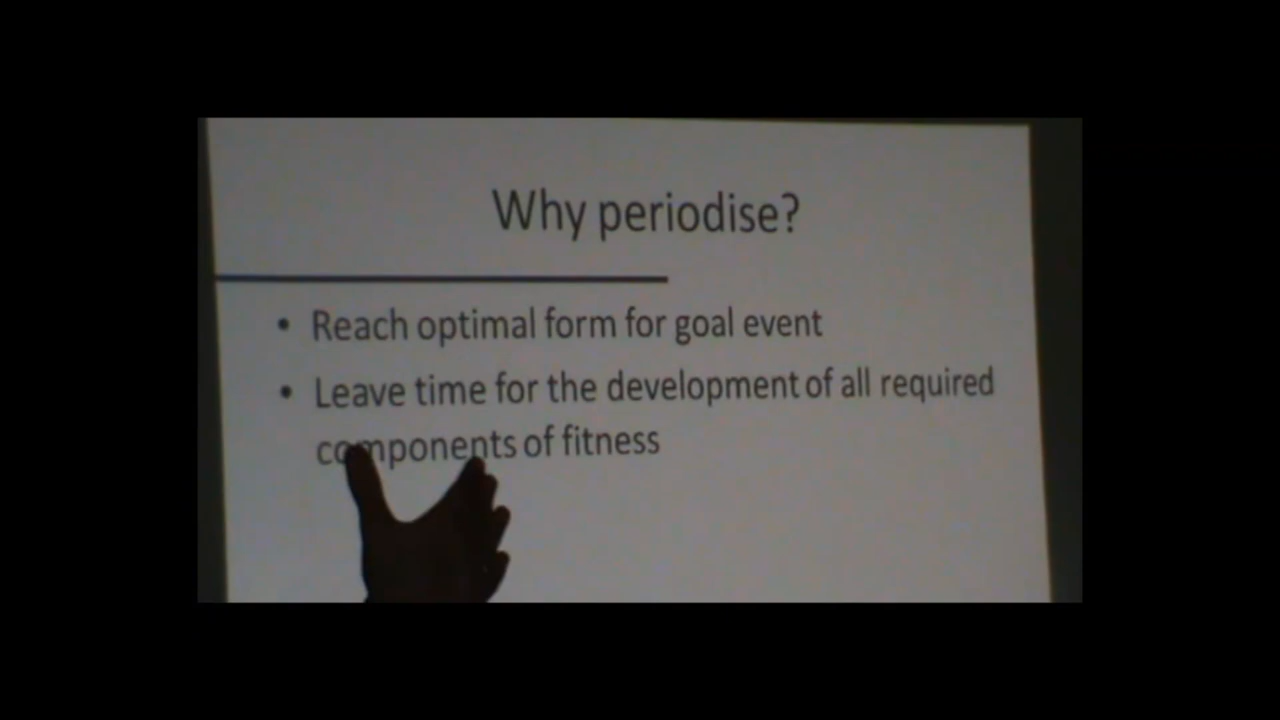 Why periodise?
• Reach optimal form for goal event
• Leave time for the development of all required
components of fitness